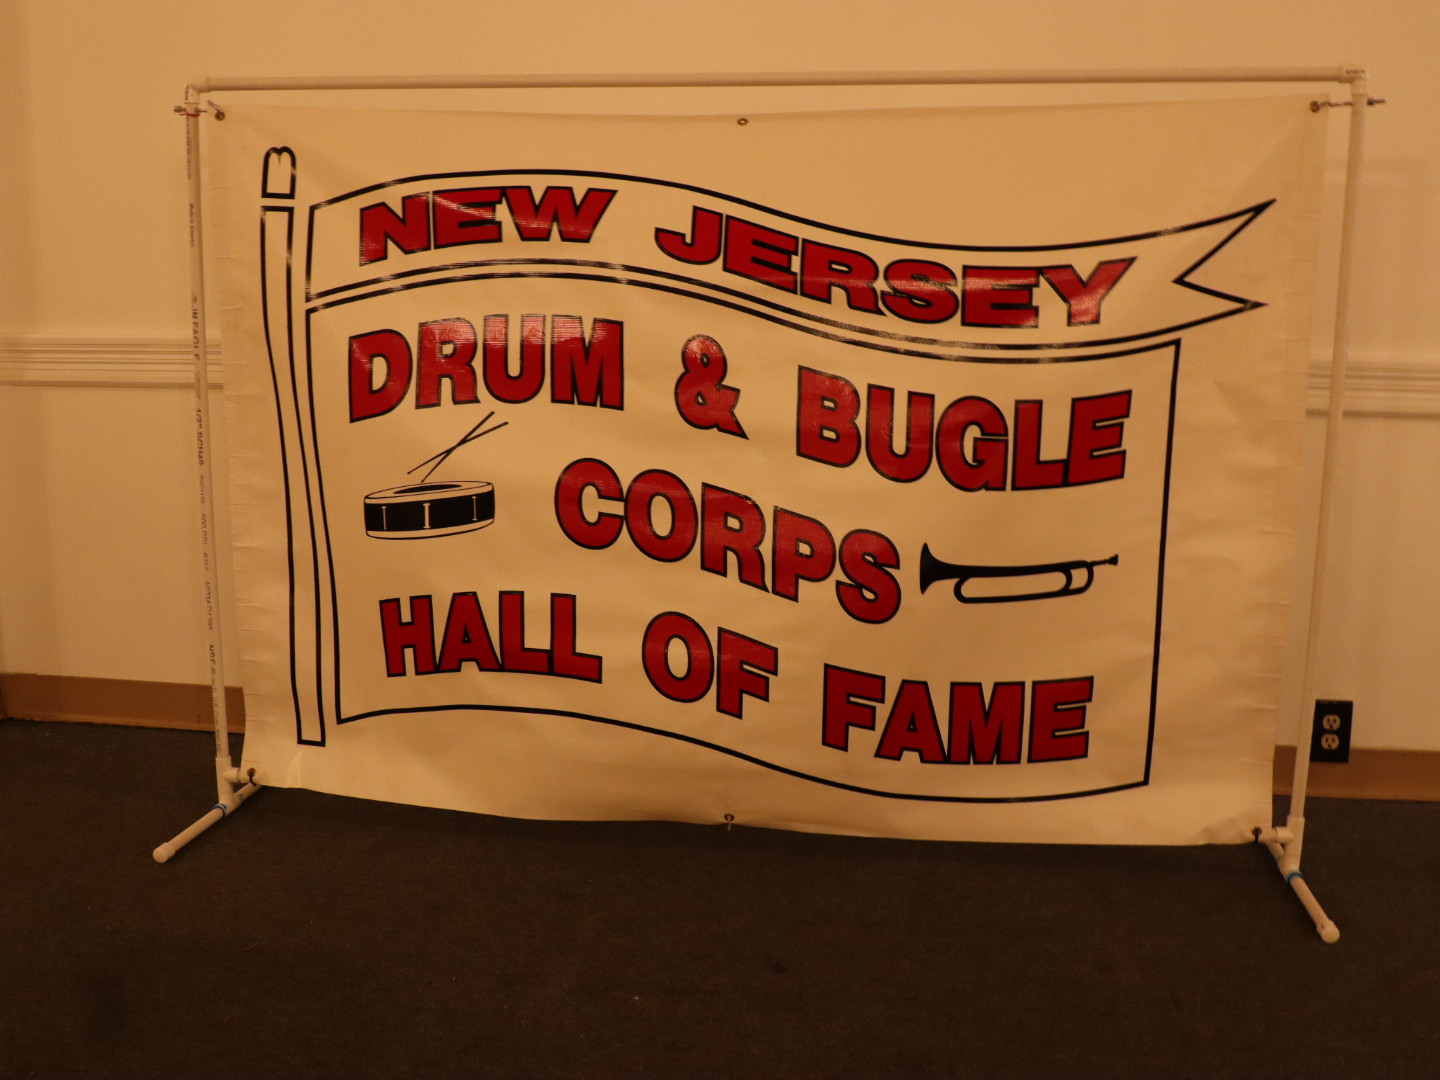 NEW JERSEY
DRUM & BUGLE
CORPS
HALL OF FAME